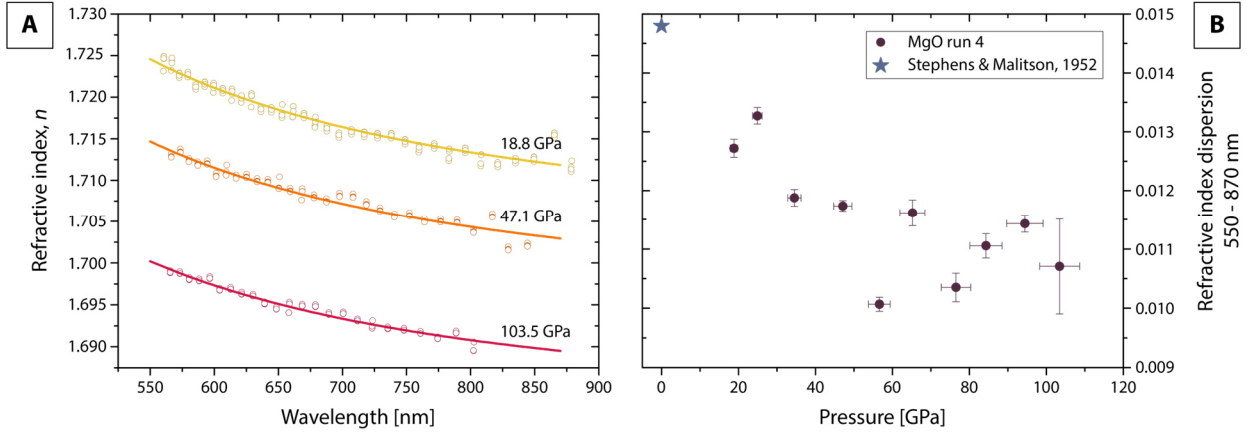 A
1.730
1.725
1.720
1.715
1.710
1.705
1.700
1.695
1.690
Refractive index, n
18.8 GPa
47.1 GPa
103.5 GPa
550
600
650
700
750
800
850
900
Wavelength [nm]
B
MgO run 4
Stephens & Malitson, 1952
0.015
0.014
0.013
0.012
0.011
0.010
0.009
Refractive index dispersion
550 - 870 nm
0
20
40
60
80
100
120
Pressure [GPa]